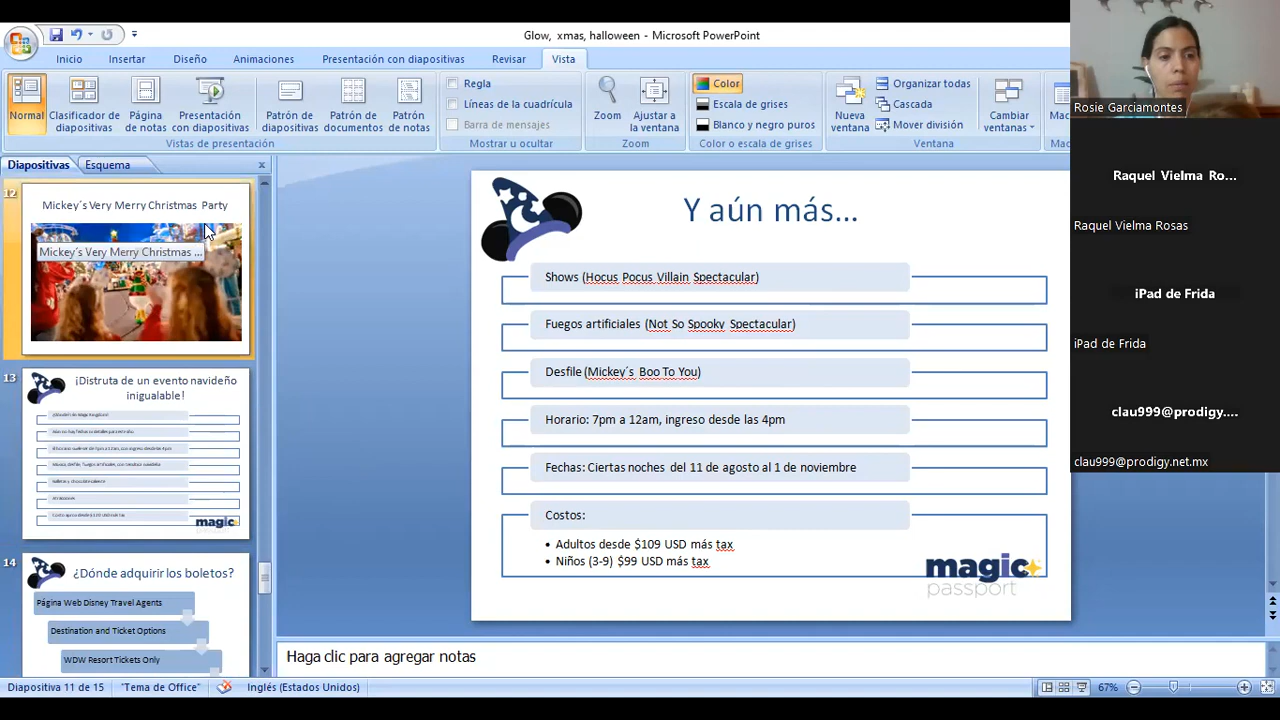 Glow, xmas, halloween - Microsoft PowerPoint
Inicio Insertar Diseño Animaciones Presentación con diapositivas Revisar Vista
Normal
Clasificador de diapositivas
Página de notas
Presentación con diapositivas
Patrón de diapositivas
Patrón de documentos
Patrón de notas
Vistas de presentación
Regla
Líneas de la cuadrícula
Barra de mensajes
Mostrar u ocultar
Zoom
Ajustar a la ventana
Zoom
Color
Escala de grises
Blanco y negro puros
Color o escala de grises
Nueva ventana
Organizar todas
Cascada
Mover división
Cambiar ventanas
Ventana
Diapositivas Esquema
12
Mickey´s Very Merry Christmas Party
Mickey´s Very Merry Christmas ...
13
¡Distruta de un evento navideño
inigualable!
magic
14
¿Dónde adquirir los boletos?
Página Web Disney Travel Agents
Destination and Ticket Options
WDW Resort Tickets Only
Y aún más...
Shows (Hocus Pocus Villain Spectacular)
Fuegos artificiales (Not So Spooky Spectacular)
Desfile (Mickey´s Boo To You)
Horario: 7pm a 12am, ingreso desde las 4pm
Fechas: Ciertas noches del 11 de agosto al 1 de noviembre
Costos:
• Adultos desde $109 USD más tax
• Niños (3-9) $99 USD más tax
magic
passport
Haga clic para agregar notas
Diapositiva 11 de 15 "Tema de Office" Inglés (Estados Unidos) 67%
Rosie Garciamontes
Raquel Vielma Ro...
Raquel Vielma Rosas
iPad de Frida
iPad de Frida
clau999@prodigy....
clau999@prodigy.net.mx